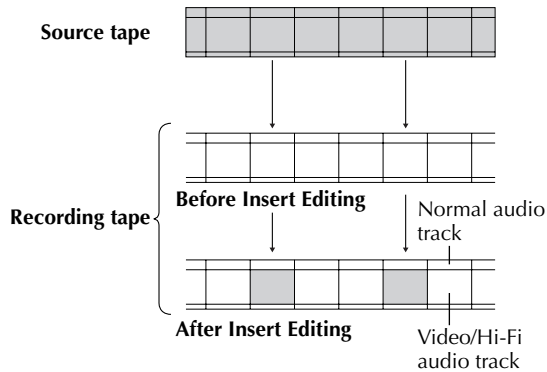 Source tape
Before Insert Editing
Recording tape
Normal audio
track
After Insert Editing
Video/Hi-Fi
audio track